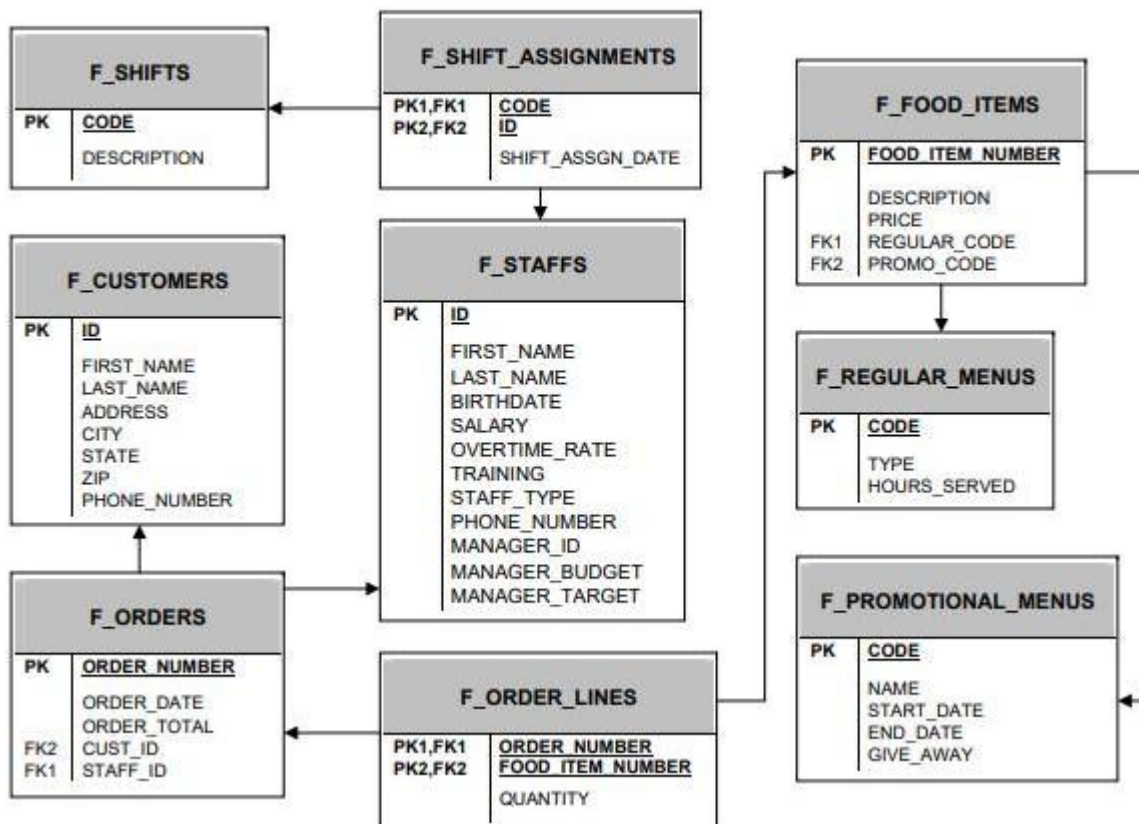 F_SHIFTS
PK CODE
DESCRIPTION
F_SHIFT_ASSIGNMENTS
PK1,FK1 CODE
PK2,FK2 ID
SHIFT_ASSGN_DATE
F_FOOD_ITEMS
PK FOOD_ITEM_NUMBER
DESCRIPTION
PRICE
FK1 REGULAR_CODE
FK2 PROMO_CODE
F_CUSTOMERS
PK ID
FIRST_NAME
LAST_NAME
ADDRESS
CITY
STATE
ZIP
PHONE_NUMBER
F_STAFFS
PK ID
FIRST_NAME
LAST_NAME
BIRTHDATE
SALARY
OVERTIME_RATE
TRAINING
STAFF_TYPE
PHONE_NUMBER
MANAGER_ID
MANAGER_BUDGET
MANAGER_TARGET
F_REGULAR_MENUS
PK CODE
TYPE
HOURS_SERVED
F_ORDERS
PK ORDER_NUMBER
ORDER_DATE
ORDER_TOTAL
FK2 CUST_ID
FK1 STAFF_ID
F_ORDER_LINES
PK1,FK1 ORDER_NUMBER
PK2,FK2 FOOD_ITEM_NUMBER
QUANTITY
F_PROMOTIONAL_MENUS
PK CODE
NAME
START_DATE
END_DATE
GIVE_AWAY